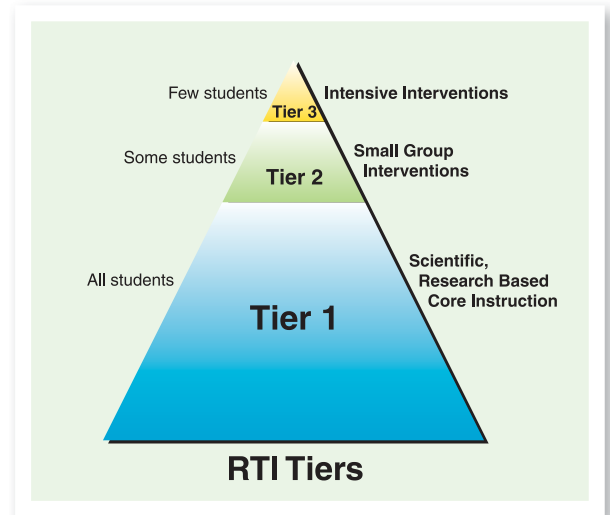 Few students
Intensive Interventions
Tier 3
Some students
Small Group
Interventions
Tier 2
All students
Scientific,
Research Based
Core Instruction
Tier 1
RTI Tiers